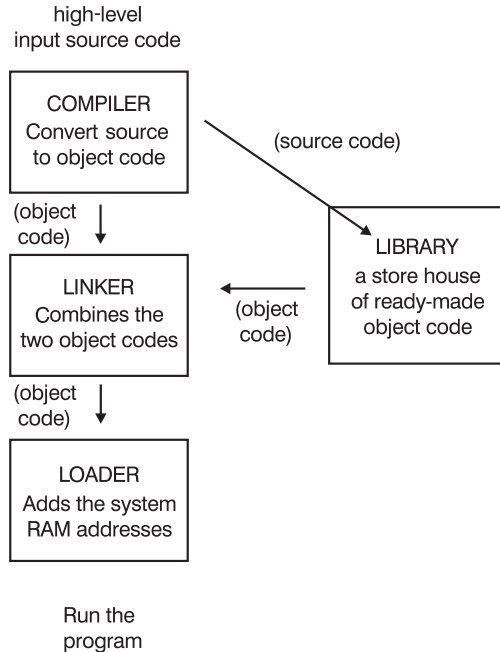 high-level
input source code
COMPILER
Convert source
to object code
(source code)
(object
code)
LIBRARY
a store house
of ready-made
object code
LINKER
Combines the
two object codes
(object
code)
(object
code)
LOADER
Adds the system
RAM addresses
Run the
program